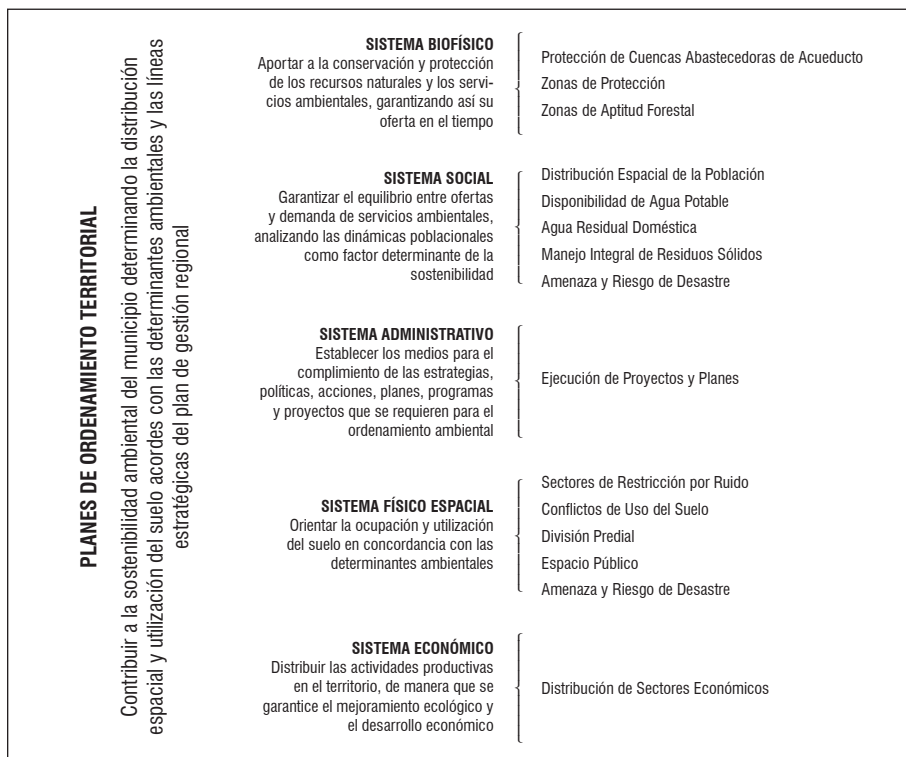 PLANES DE ORDENAMIENTO TERRITORIAL
Contribuir a la sostenibilidad ambiental del municipio determinando la distribución
espacial y utilización del suelo acordes con las determinantes ambientales y las líneas
estratégicas del plan de gestión regional
SISTEMA BIOFÍSICO
Aportar a la conservación y protección
de los recursos naturales y los servi-
cios ambientales, garantizando así su
oferta en el tiempo
Protección de Cuencas Abastecedoras de Acueducto
Zonas de Protección
Zonas de Aptitud Forestal
SISTEMA SOCIAL
Garantizar el equilibrio entre ofertas
y demanda de servicios ambientales,
analizando las dinámicas poblacionales
como factor determinante de la
sostenibilidad
Distribución Espacial de la Población
Disponibilidad de Agua Potable
Agua Residual Doméstica
Manejo Integral de Residuos Sólidos
Amenaza y Riesgo de Desastre
SISTEMA ADMINISTRATIVO
Establecer los medios para el
complimiento de las estrategias,
políticas, acciones, planes, programas
y proyectos que se requieren para el
ordenamiento ambiental
Ejecución de Proyectos y Planes
SISTEMA FÍSICO ESPACIAL
Orientar la ocupación y utilización
del suelo en concordancia con las
determinantes ambientales
Sectores de Restricción por Ruido
Conflictos de Uso del Suelo
División Predial
Espacio Público
Amenaza y Riesgo de Desastre
SISTEMA ECONÓMICO
Distribuir las actividades productivas
en el territorio, de manera que se
garantice el mejoramiento ecológico y
el desarrollo económico
Distribución de Sectores Económicos